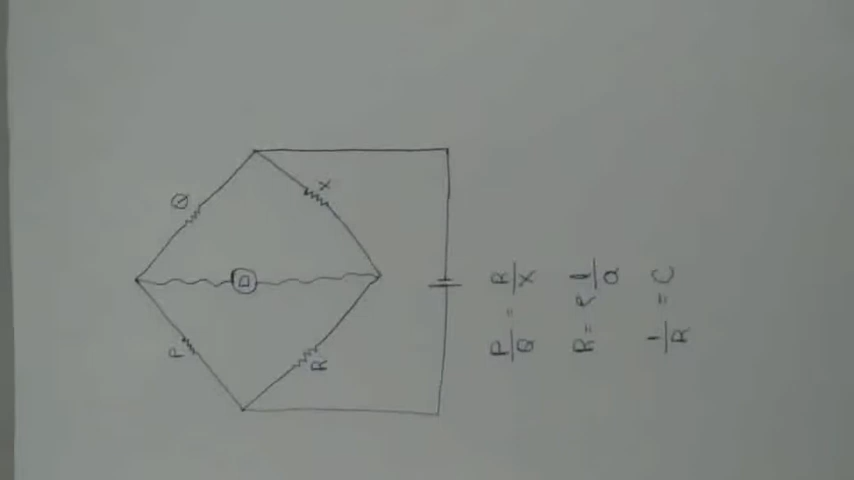 Q
P
D
X
R
P/Q = R/X
R = ρ l/a
1/R = C